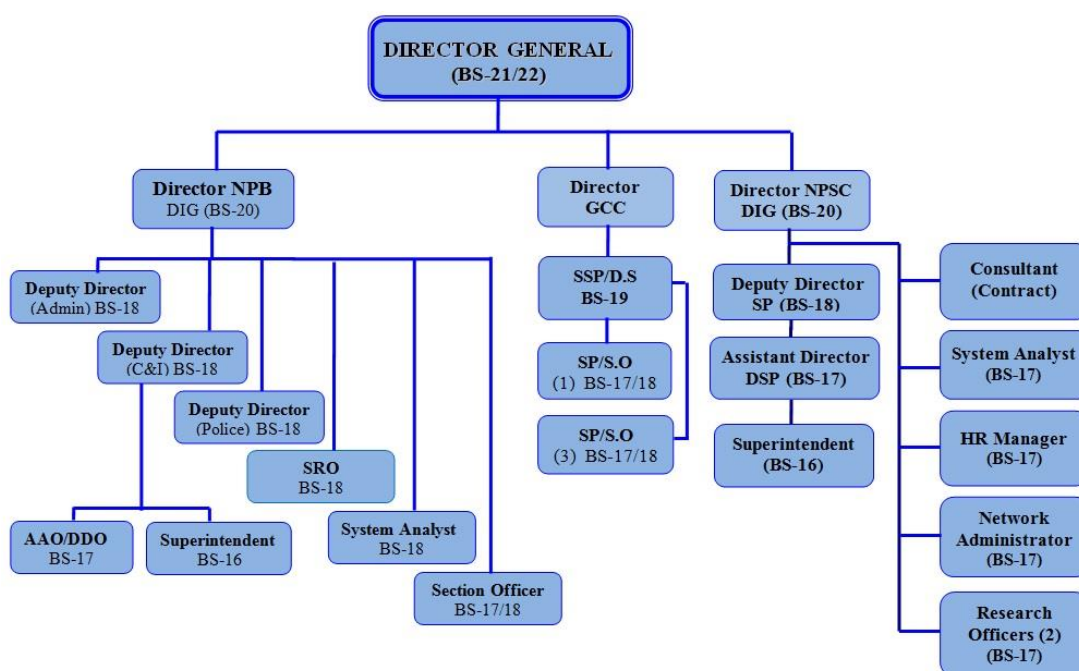 DIRECTOR GENERAL
(BS-21/22)
Director NPB
DIG (BS-20)
Director
GCC
Director NPSC
DIG (BS-20)
Deputy Director
(Admin) BS-18
Deputy Director
(C&I) BS-18
Deputy Director
(Police) BS-18
SRO
BS-18
System Analyst
BS-18
Section Officer
BS-17/18
AAO/DDO
BS-17
Superintendent
BS-16
SSP/D.S
BS-19
SP/S.O
(1) BS-17/18
SP/S.O
(3) BS-17/18
Deputy Director
SP (BS-18)
Assistant Director
DSP (BS-17)
Superintendent
(BS-16)
Consultant
(Contract)
System Analyst
(BS-17)
HR Manager
(BS-17)
Network
Administrator
(BS-17)
Research
Officers (2)
(BS-17)